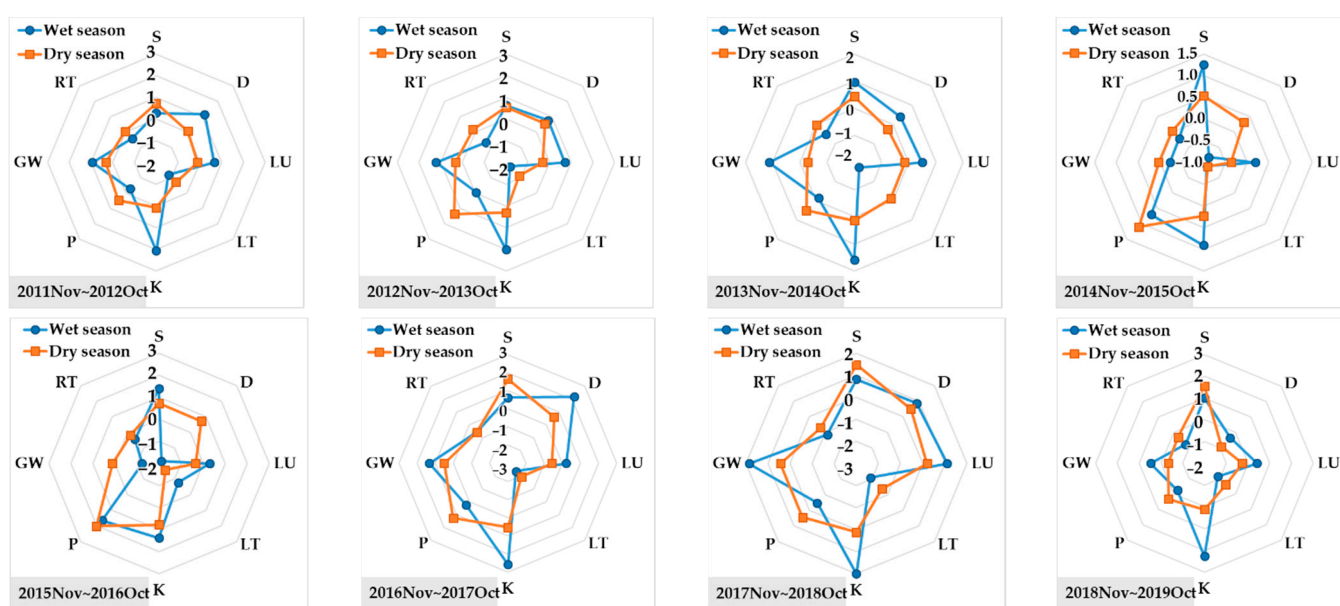 Wet season
Dry season
S
D
LU
LT
K
P
GW
RT
3
2
1
0
-1
-2
2011Nov~2012Oct
Wet season
Dry season
S
D
LU
LT
K
P
GW
RT
3
2
1
0
-1
-2
2012Nov~2013Oct
Wet season
Dry season
S
D
LU
LT
K
P
GW
RT
2
1
0
-1
-2
2013Nov~2014Oct
Wet season
Dry season
S
D
LU
LT
K
P
GW
RT
1.5
1.0
0.5
0.0
-0.5
-1.0
2014Nov~2015Oct
Wet season
Dry season
S
D
LU
LT
K
P
GW
RT
3
2
1
0
-1
-2
2015Nov~2016Oct
Wet season
Dry season
S
D
LU
LT
K
P
GW
RT
3
2
1
0
-1
-2
-3
2016Nov~2017Oct
Wet season
Dry season
S
D
LU
LT
K
P
GW
RT
2
1
0
-1
-2
-3
2017Nov~2018Oct
Wet season
Dry season
S
D
LU
LT
K
P
GW
RT
3
2
1
0
-1
-2
2018Nov~2019Oct